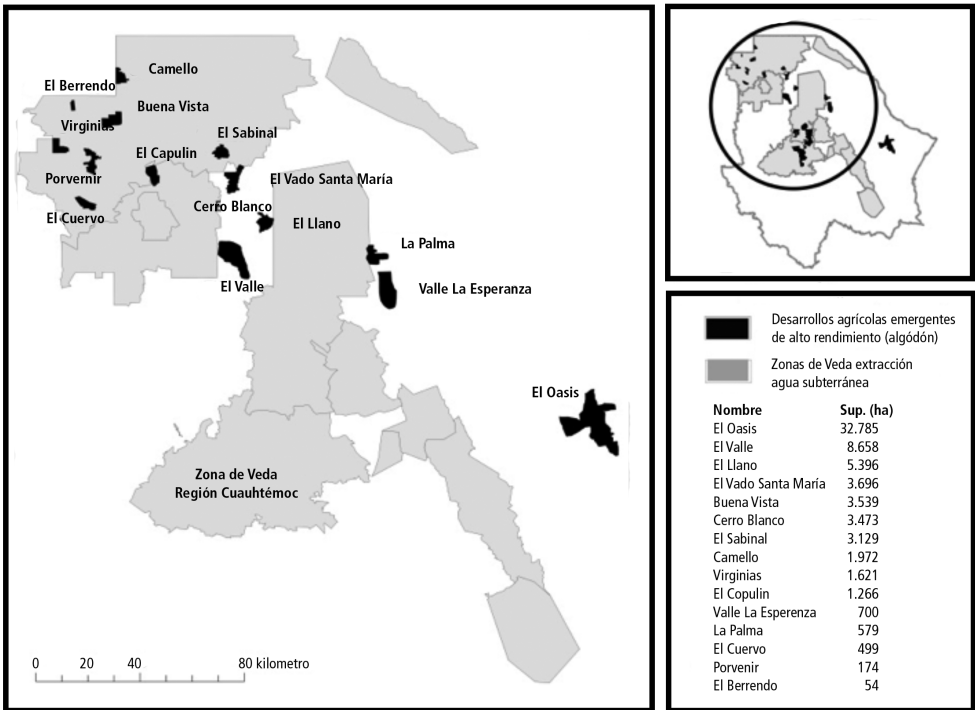 Camello
El Berrendo
Buena Vista
Virginias
El Sabinal
El Capulin
Porvernir
El Vado Santa María
Cerro Blanco
El Cuervo
El Llano
La Palma
El Valle
Valle La Esperanza
El Oasis
Zona de Veda
Región Cuauhtémoc
0 20 40 80 kilometro
Desarrollos agrícolas emergentes
de alto rendimiento (algódón)
Zonas de Veda extracción
agua subterránea
Nombre Sup. (ha)
El Oasis 32.785
El Valle 8.658
El Llano 5.396
El Vado Santa María 3.696
Buena Vista 3.539
Cerro Blanco 3.473
El Sabinal 3.129
Camello 1.972
Virginias 1.621
El Copulin 1.266
Valle La Esperenza 700
La Palma 579
El Cuervo 499
Porvenir 174
El Berrendo 54